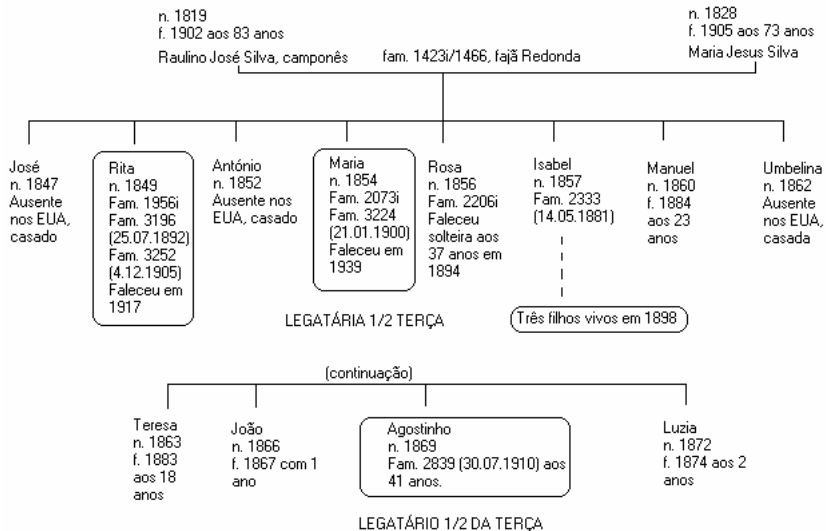 n. 1819
f. 1902 aos 83 anos
Raulino José Silva, camponês
fam. 1423i/1466, fajã Redonda
n. 1828
f. 1905 aos 73 anos
Maria Jesus Silva
José
n. 1847
Ausente
nos EUA,
casado
Rita
n. 1849
Fam. 1956i
Fam. 3196
(25.07.1892)
Fam. 3252
(4.12.1905)
Faleceu em
1917
António
n. 1852
Ausente nos
EUA, casado
Maria
n. 1854
Fam. 2073i
Fam. 3224
(21.01.1900)
Faleceu em
1939
Rosa
n. 1856
Fam. 2206i
Faleceu
solteira aos
37 anos em
1894
Isabel
n. 1857
Fam. 2333
(14.05.1881)
Manuel
n. 1860
f. 1884
aos 23
anos
Umbelina
n. 1862
Ausente
nos EUA,
casada
LEGATÁRIA 1/2 TERÇA
Três filhos vivos em 1898
(continuação)
Teresa
n. 1863
f. 1883
aos 18
anos
João
n. 1866
f. 1867 com 1
ano
Agostinho
n. 1869
Fam. 2839 (30.07.1910) aos
41 anos.
Luzia
n. 1872
f. 1874 aos 2
anos
LEGATÁRIO 1/2 DA TERÇA